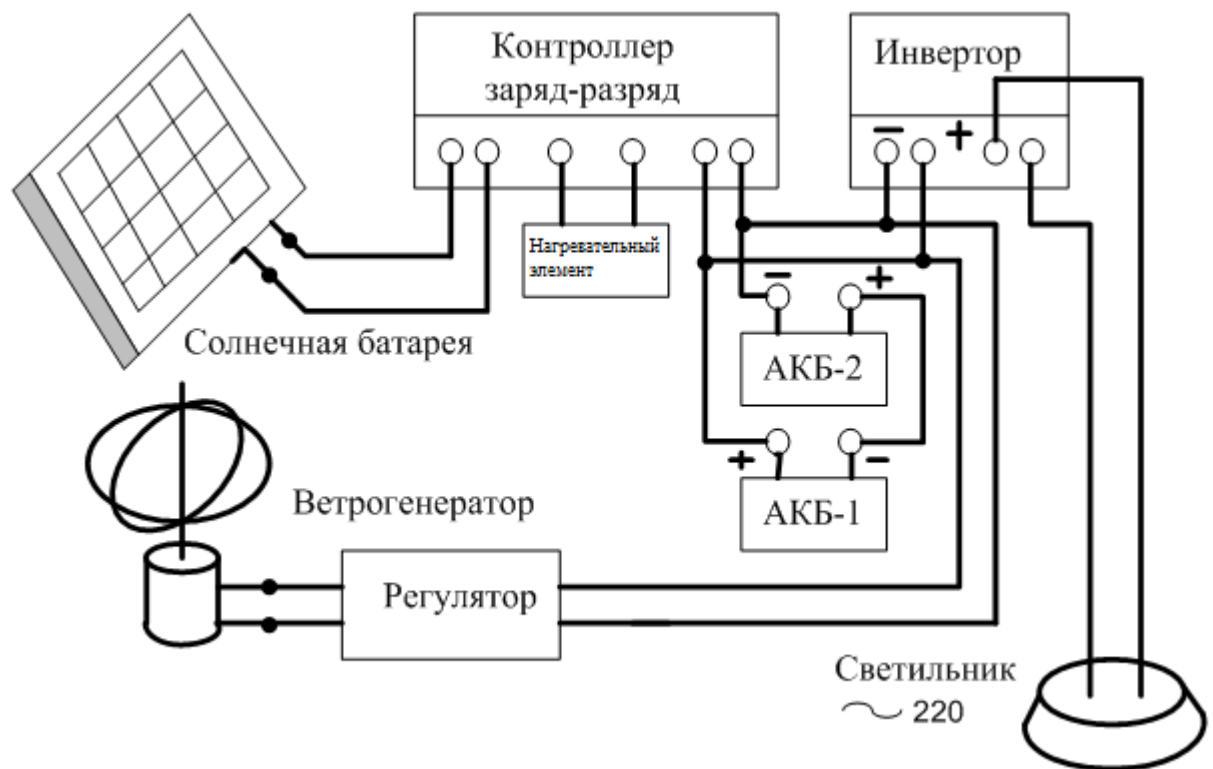 Контроллер
заряд-разряд
Инвертор
− +
Нагревательный
элемент
Солнечная батарея
− +
АКБ-2
+ −
АКБ-1
Ветрогенератор
Регулятор
Светильник
~ 220